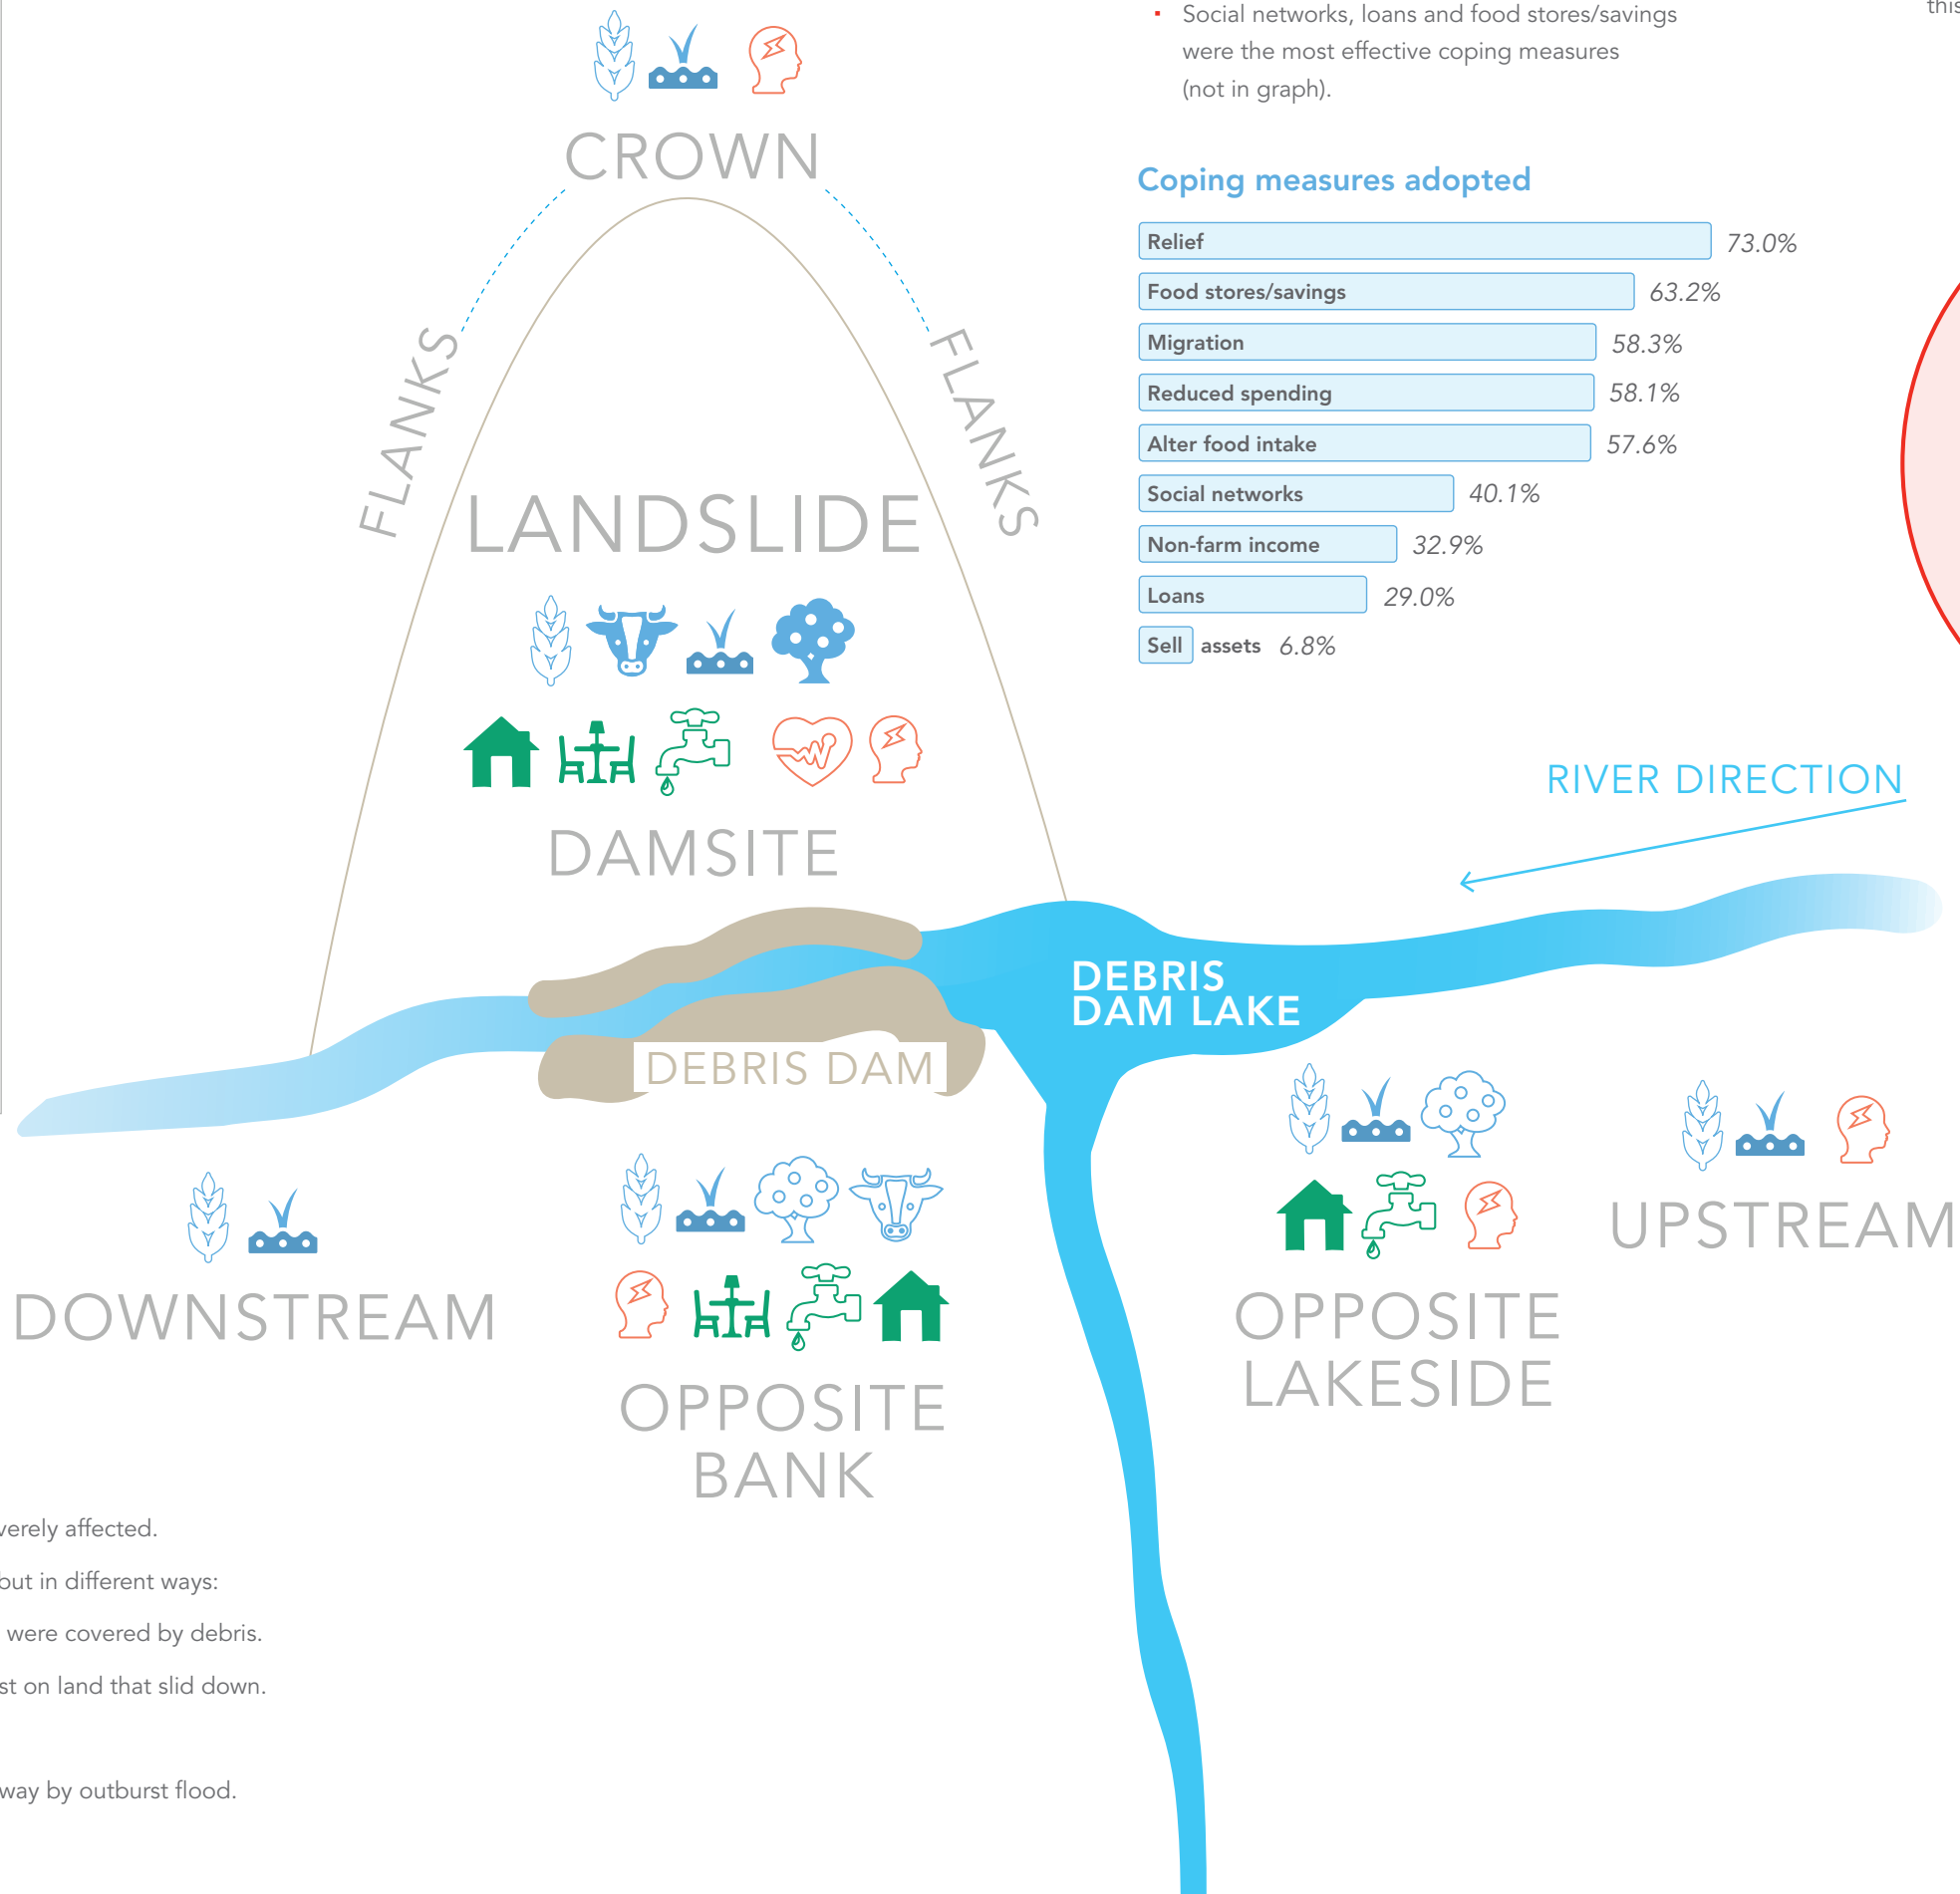 this
Social networks, loans and food stores/savings
were the most effective coping measures
(not in graph).
CROWN
FLANKS
FLANKS
LANDSLIDE
DAMSITE
Coping measures adopted
Relief 73.0%
Food stores/savings 63.2%
Migration 58.3%
Reduced spending 58.1%
Alter food intake 57.6%
Social networks 40.1%
Non-farm income 32.9%
Loans 29.0%
Sell assets 6.8%
RIVER DIRECTION
DEBRIS
DAM LAKE
DEBRIS DAM
DOWNSTREAM
OPPOSITE
BANK
OPPOSITE
LAKESIDE
UPSTREAM
affected.
but in different ways:
were covered by debris.
on land that slid down.
by outburst flood.